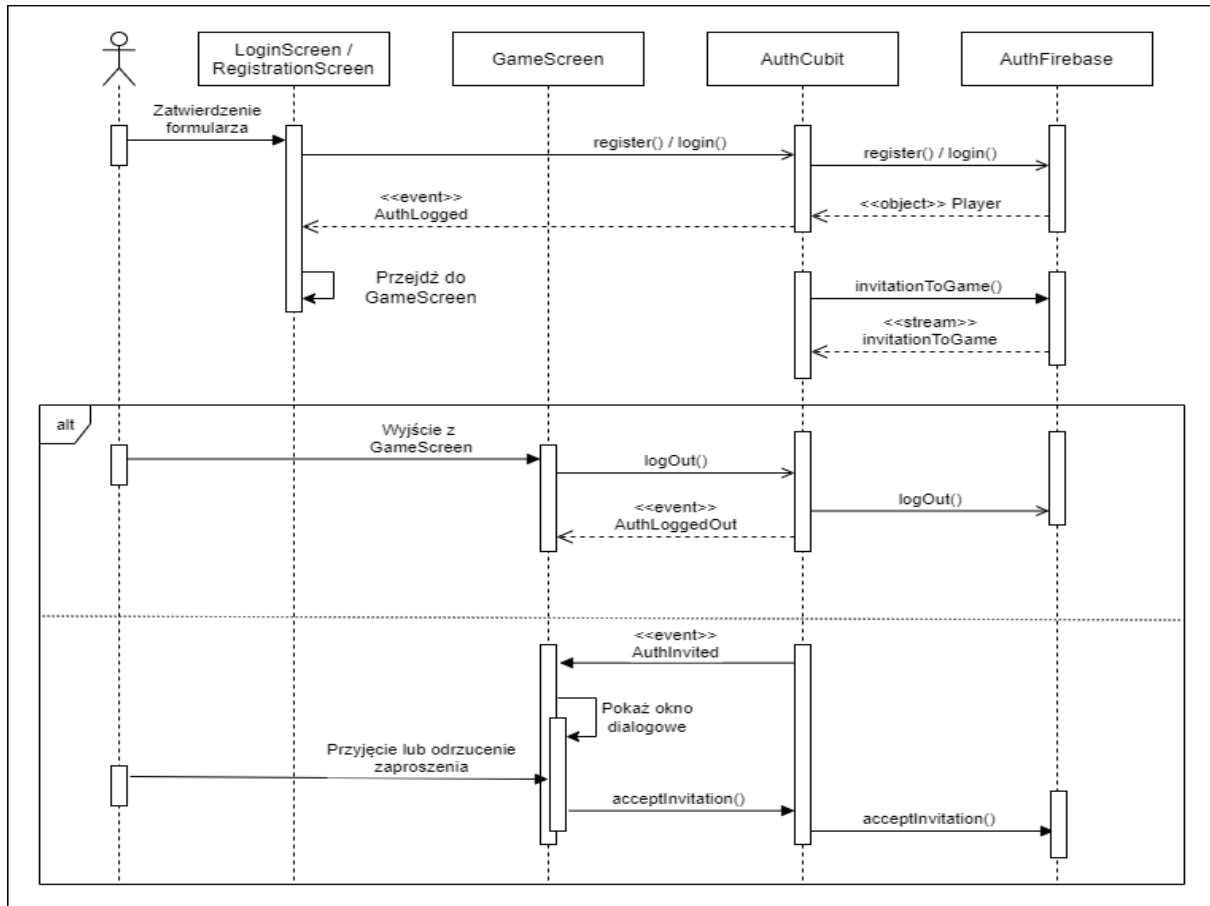 LoginScreen /
RegistrationScreen
GameScreen
AuthCubit
AuthFirebase
Zatwierdzenie
formularza
register() / login()
register() / login()
<<event>>
AuthLogged
<<object>> Player
Przejdź do
GameScreen
invitationToGame()
<<stream>>
invitationToGame
alt
Wyjście z
GameScreen
logOut()
logOut()
<<event>>
AuthLoggedOut
<<event>>
AuthInvited
Pokaż okno
dialogowe
Przyjęcie lub odrzucenie
zaproszenia
acceptInvitation()
acceptInvitation()